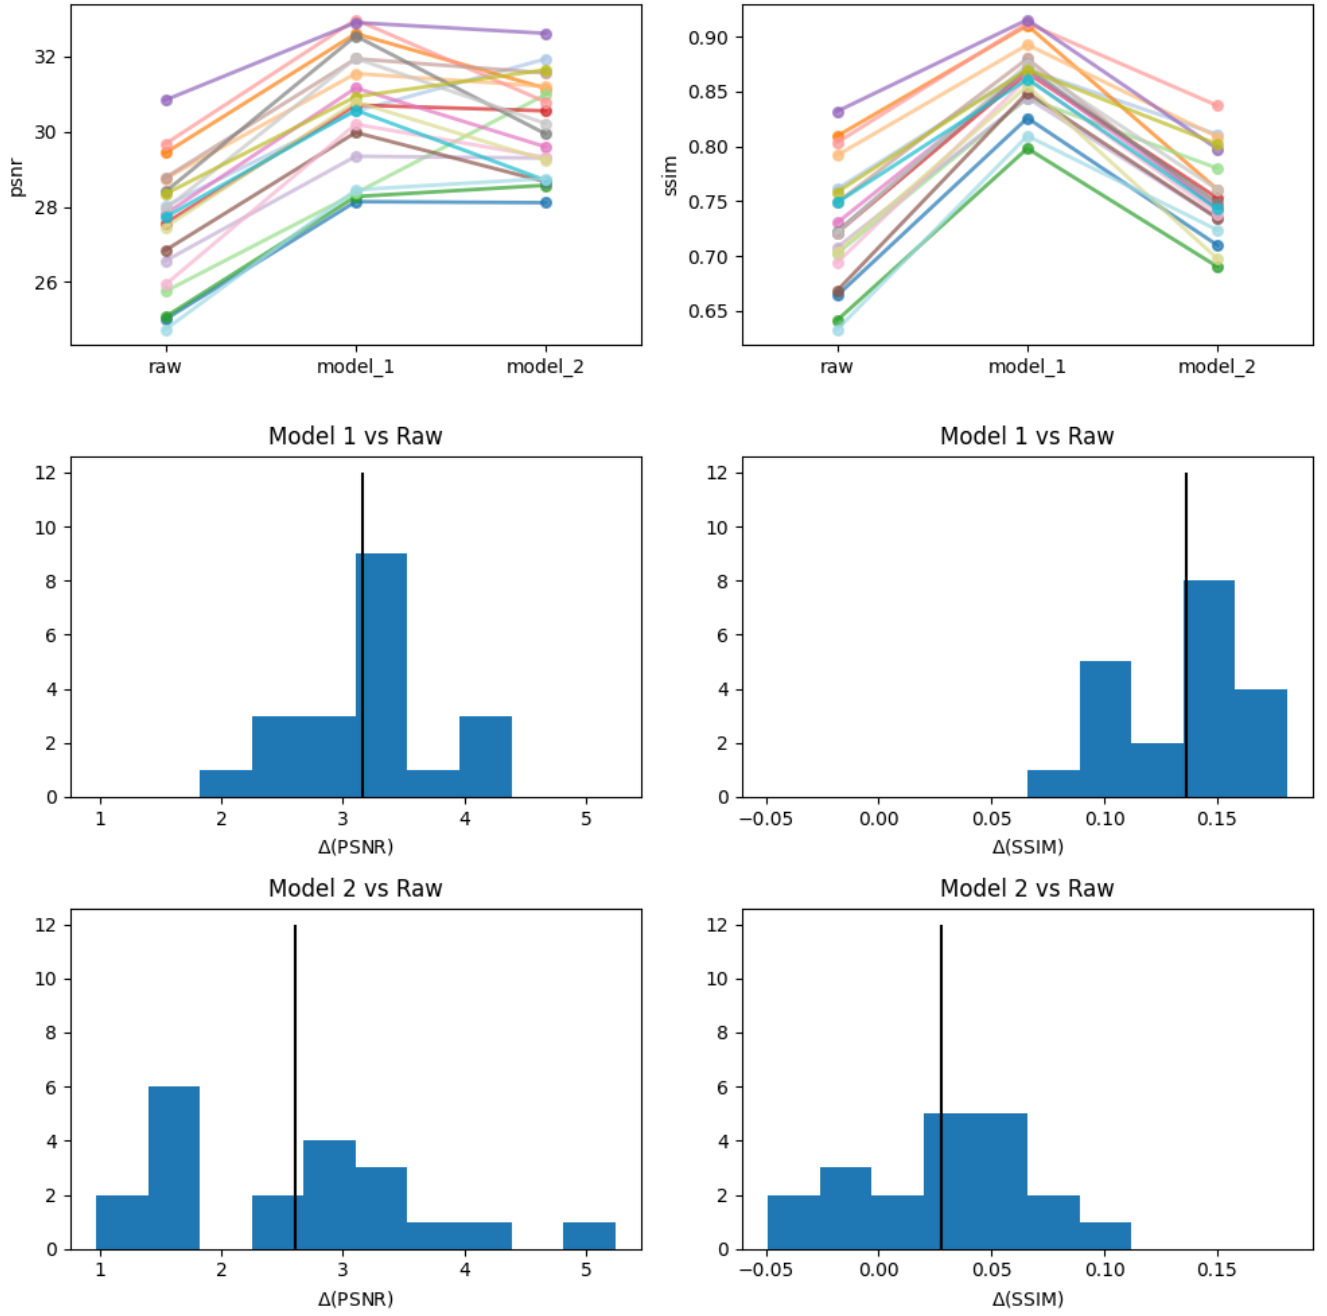 psnr
32
30
28
26
raw model_1 model_2
ssim
0.90
0.85
0.80
0.75
0.70
0.65
raw model_1 model_2
Model 1 vs Raw
12
10
8
6
4
2
0
1 2 3 4 5
Δ(PSNR)
Model 1 vs Raw
12
10
8
6
4
2
0
−0.05 0.00 0.05 0.10 0.15
Δ(SSIM)
Model 2 vs Raw
12
10
8
6
4
2
0
1 2 3 4 5
Δ(PSNR)
Model 2 vs Raw
12
10
8
6
4
2
0
−0.05 0.00 0.05 0.10 0.15
Δ(SSIM)